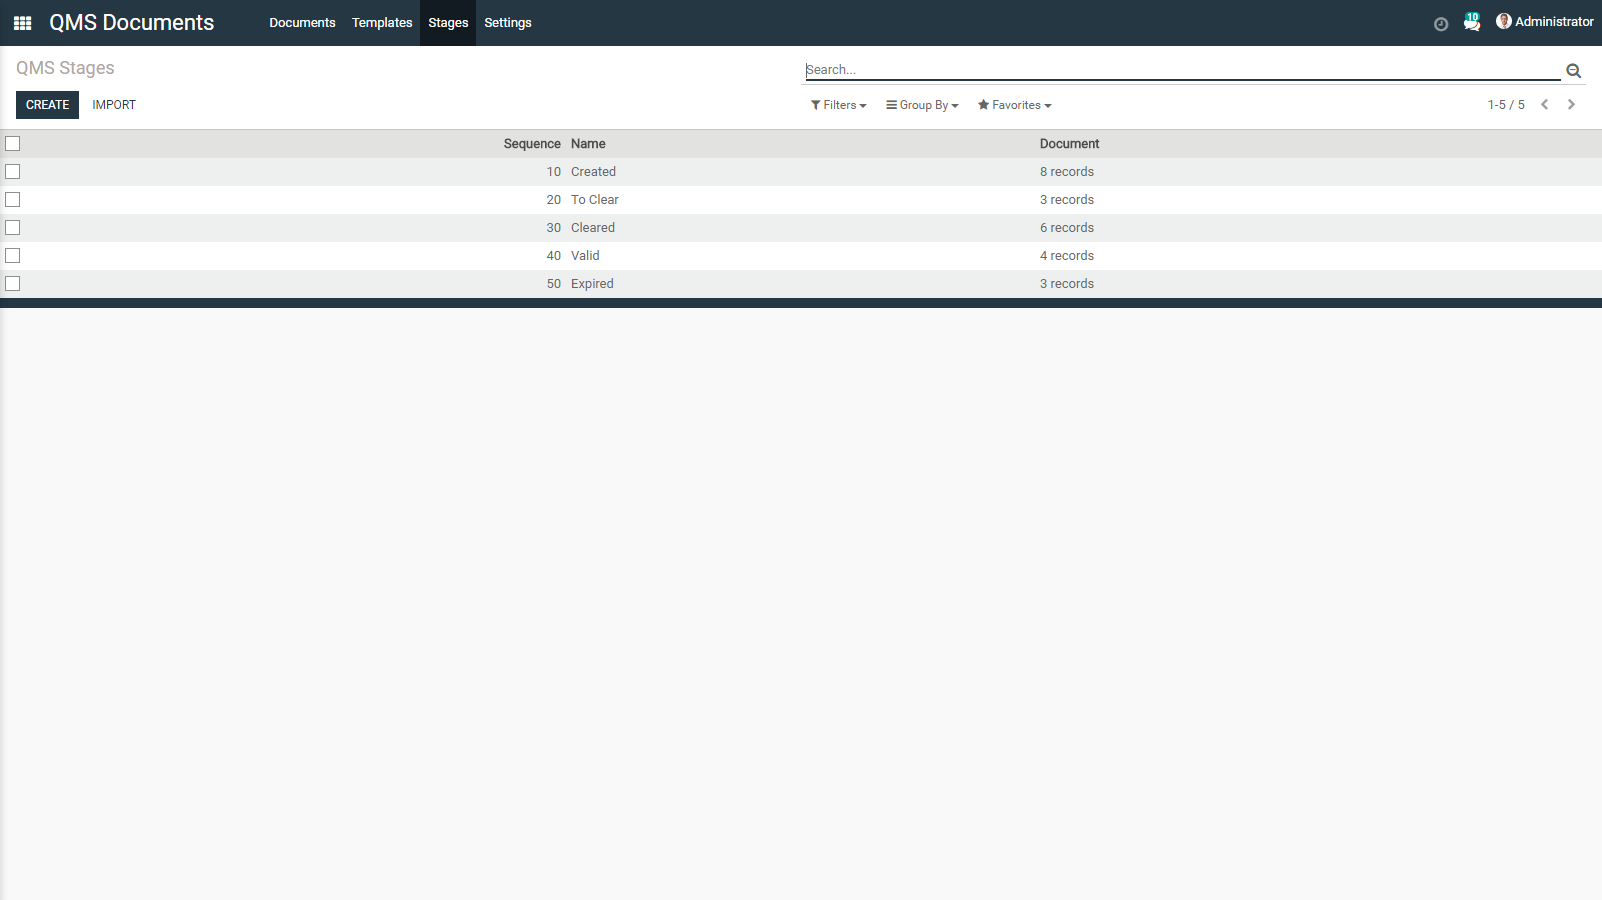 QMS Documents Documents Templates Stages Settings 10 Administrator
QMS Stages Search...
CREATE IMPORT Filters Group By Favorites 1-5 / 5
Sequence Name Document
10 Created 8 records
20 To Clear 3 records
30 Cleared 6 records
40 Valid 4 records
50 Expired 3 records